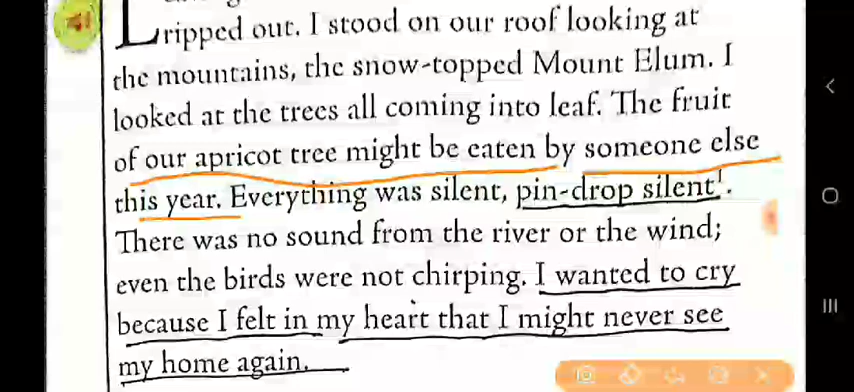 L ripped out. I stood on our roof looking at
the mountains, the snow-topped Mount Elum. I
looked at the trees all coming into leaf. The fruit
of our apricot tree might be eaten by someone else
this year. Everything was silent, pin-drop silent¹.
There was no sound from the river or the wind;
even the birds were not chirping. I wanted to cry
because I felt in my heart that I might never see
my home again.